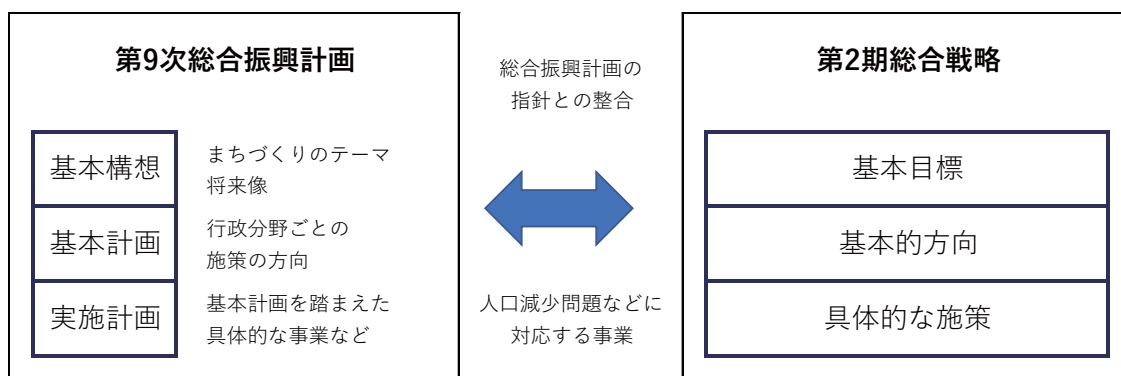 第9次総合振興計画
基本構想
まちづくりのテーマ
将来像
基本計画
行政分野ごとの
施策の方向
実施計画
基本計画を踏まえた
具体的な事業など
総合振興計画の
指針との整合
人口減少問題などに
対応する事業
第2期総合戦略
基本目標
基本的方向
具体的な施策